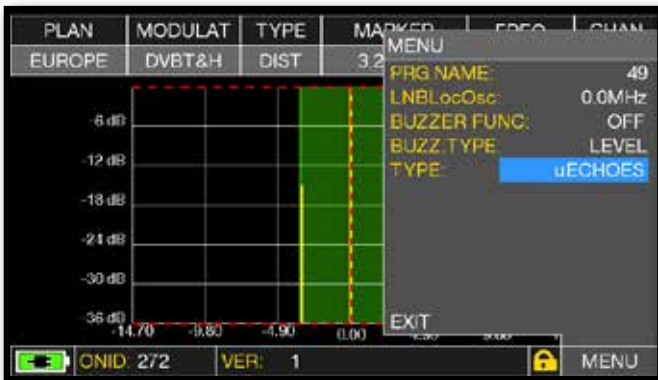 PLAN MODULAT TYPE
EUROPE DVBT&H DIST 3.2
MENU
PRG NAME: 49
LNBLocOsc: 0.0MHz
BUZZER FUNC: OFF
BUZZ.TYPE: LEVEL
TYPE: uECHOES
EXIT
-6 dB
-12 dB
-18 dB
-24 dB
-30 dB
36 dB
-14.70 -9.80 -4.90 0.00
ONID: 272 VER: 1 MENU